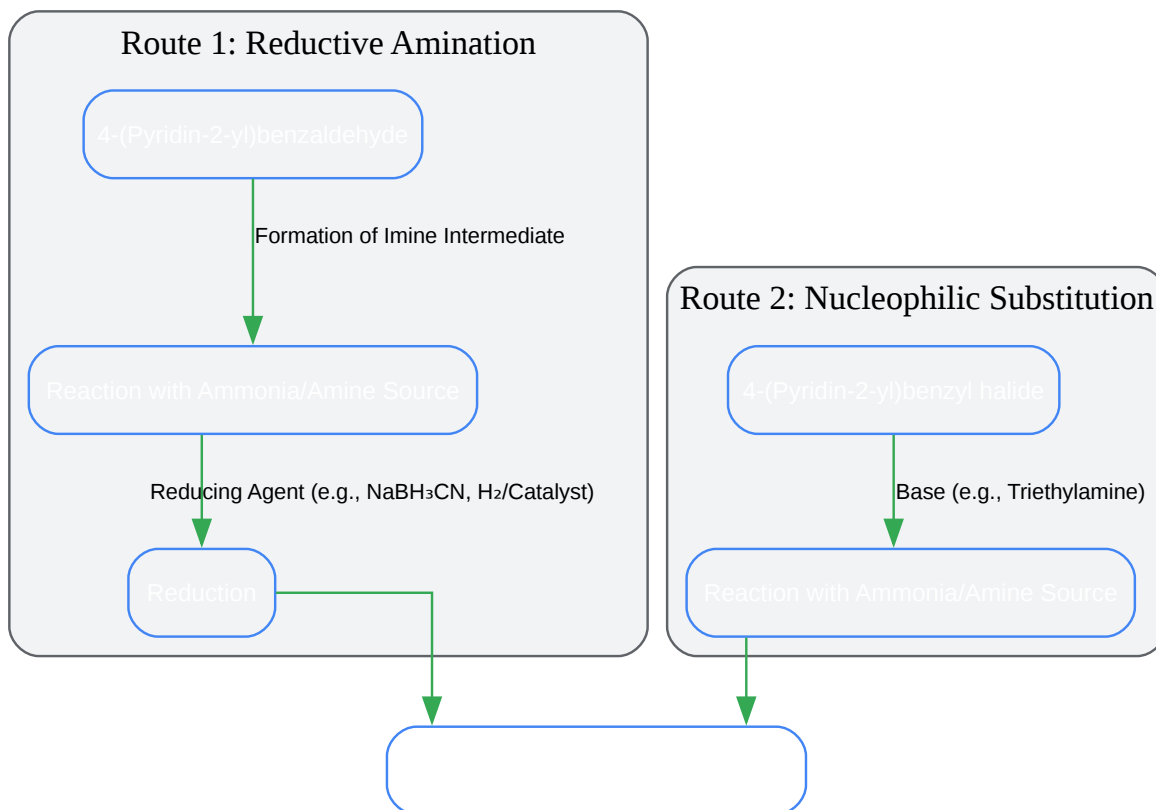 Route 1: Reductive Amination
4-(Pyridin-2-yl)benzaldehyde
Formation of Imine Intermediate
Reaction with Ammonia/Amine Source
Reducing Agent (e.g., NaBH₃CN, H₂/Catalyst)
Reduction
Route 2: Nucleophilic Substitution
4-(Pyridin-2-yl)benzyl halide
Base (e.g., Triethylamine)
Reaction with Ammonia/Amine Source